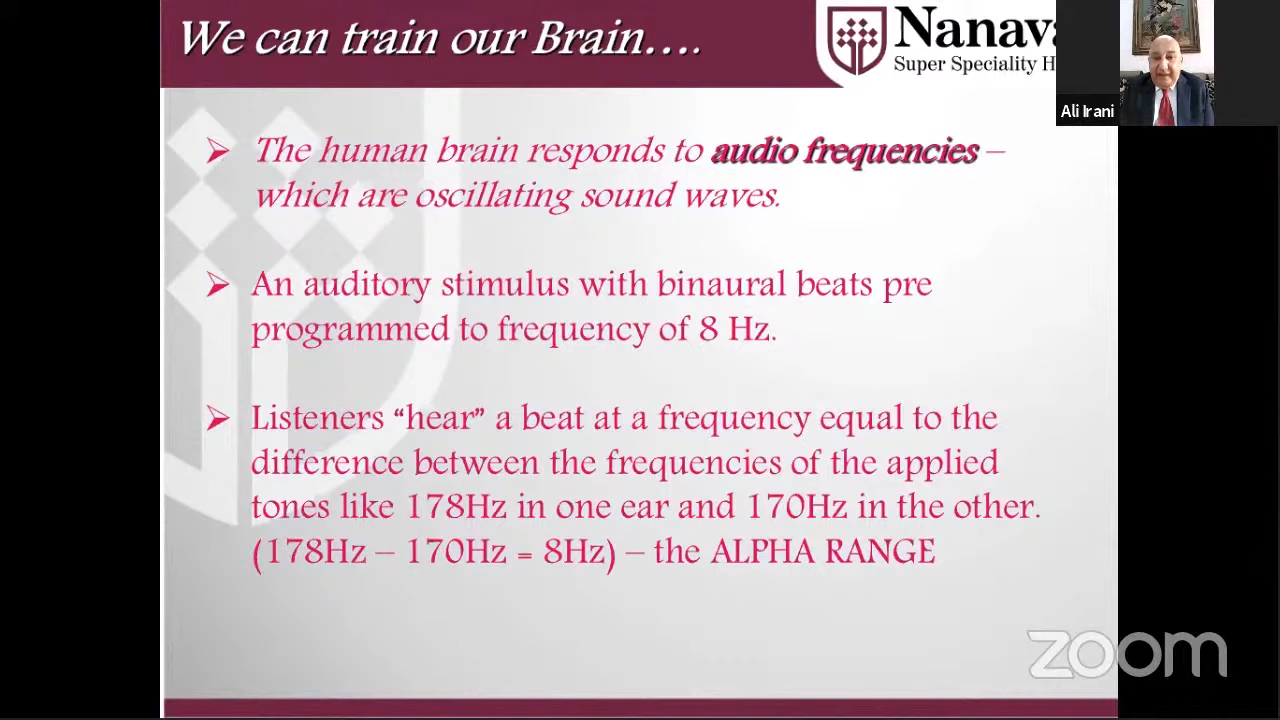 We can train our Brain….
Nanava
Super Speciality H
Ali Irani
➢ The human brain responds to audio frequencies –
which are oscillating sound waves.
➢ An auditory stimulus with binaural beats pre
programmed to frequency of 8 Hz.
➢ Listeners “hear” a beat at a frequency equal to the
difference between the frequencies of the applied
tones like 178Hz in one ear and 170Hz in the other.
(178Hz – 170Hz = 8Hz) – the ALPHA RANGE
zoom